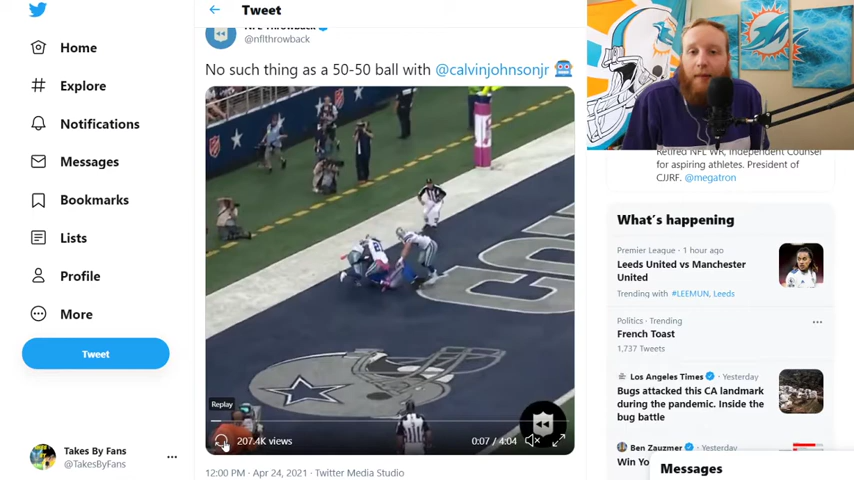 Tweet
NFL Throwback
@nflthrowback
No such thing as a 50-50 ball with @calvinjohnsonjr
Home
Explore
Notifications
Messages
Bookmarks
Lists
Profile
More
Tweet
Takes By Fans
@TakesByFans
Replay
207.4K views
0:07 / 4:04
12:00 PM · Apr 24, 2021 · Twitter Media Studio
Retired NFL WR, Independent Counsel
for aspiring athletes. President of
CJJRF. @megatron
What's happening
Premier League · 1 hour ago
Leeds United vs Manchester
United
Trending with #LEEMUN, Leeds
Politics · Trending
French Toast
1,737 Tweets
Los Angeles Times · Yesterday
Bugs attacked this CA landmark
during the pandemic. Inside the
bug battle
Ben Zauzmer · Yesterday
Win Yo
Messages